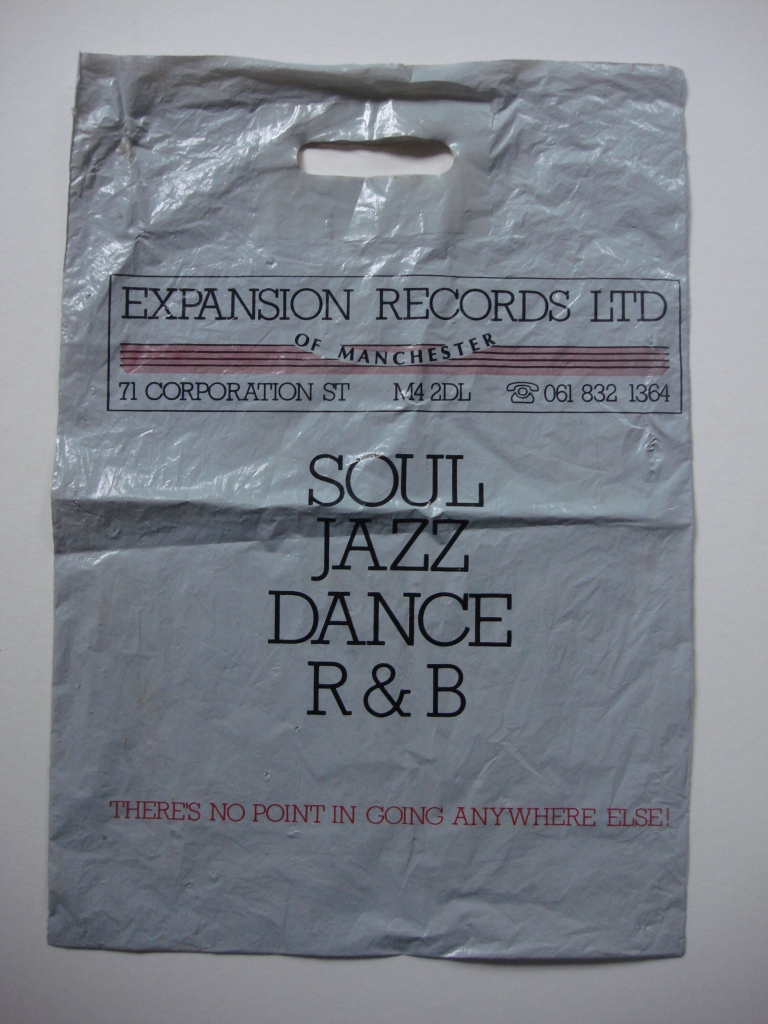 EXPANSION RECORDS LTD
OF MANCHESTER
71 CORPORATION ST M4 2DL ☏ 061 832 1364
SOUL
JAZZ
DANCE
R & B
THERE'S NO POINT IN GOING ANYWHERE ELSE!